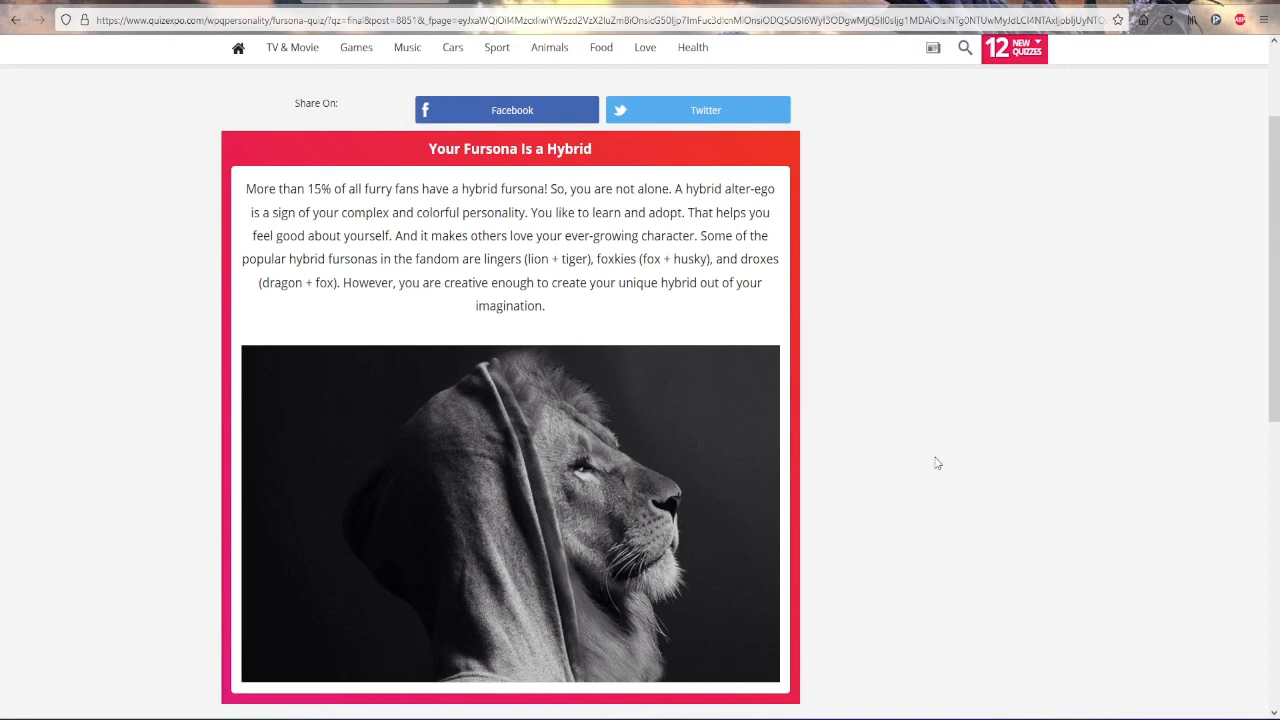 TV & Movie Games Music Cars Sport Animals Food Love Health 12 NEW QUIZZES
Share On: Facebook Twitter
Your Fursona Is a Hybrid
More than 15% of all furry fans have a hybrid fursona! So, you are not alone. A hybrid alter-ego
is a sign of your complex and colorful personality. You like to learn and adopt. That helps you
feel good about yourself. And it makes others love your ever-growing character. Some of the
popular hybrid fursonas in the fandom are lingers (lion + tiger), foxkies (fox + husky), and droxes
(dragon + fox). However, you are creative enough to create your unique hybrid out of your
imagination.